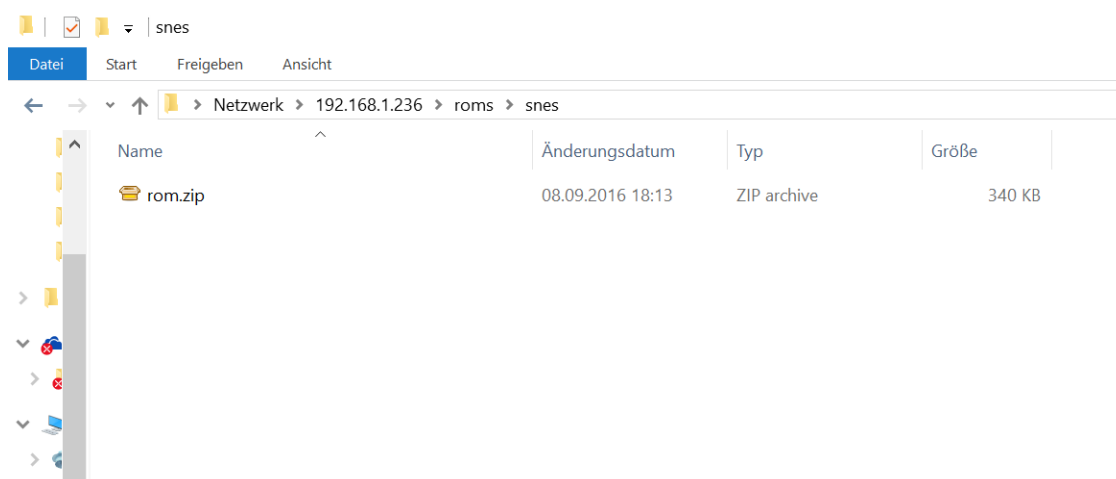 snes
Datei Start Freigeben Ansicht
Netzwerk > 192.168.1.236 > roms > snes
Name Änderungsdatum Typ Größe
rom.zip 08.09.2016 18:13 ZIP archive 340 KB